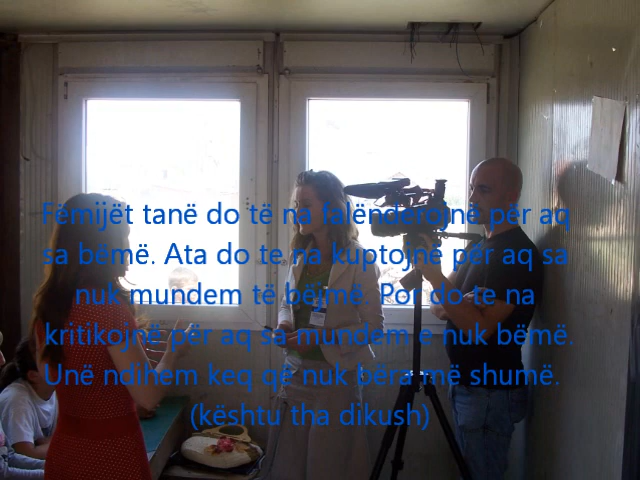 Fëmijët tanë do të na falënderojnë për aq
sa bëmë. Ata do te na kuptojnë për aq sa
nuk mundem të bëjmë. Por do te na
kritikojnë për aq sa mundem e nuk bëmë.
Unë ndihem keq që nuk bëra më shumë.
(kështu tha dikush)